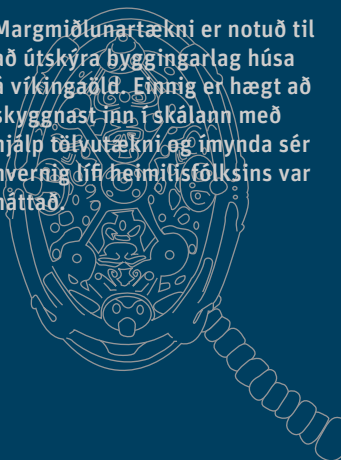 Margmiðlunartækni er notuð til
að útskýra byggingarlag húsa
á víkingaöld. Einnig er hægt að
skyggnast inn í skálann með
hjálp tölvutækni og ímynda sér
hvernig lífi heimilisfólksins var
háttað.